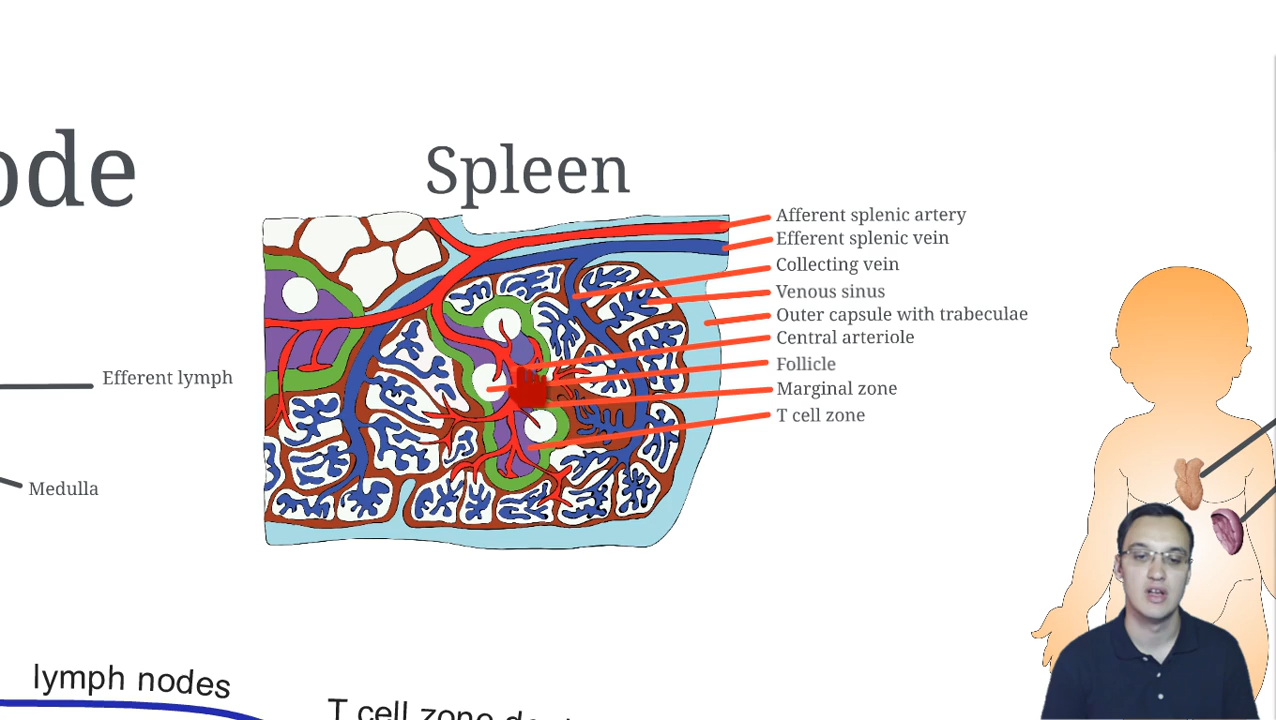 ode
Spleen
Afferent splenic artery
Efferent splenic vein
Collecting vein
Venous sinus
Outer capsule with trabeculae
Central arteriole
Follicle
Marginal zone
T cell zone
Efferent lymph
Medulla
lymph nodes
T cell zone